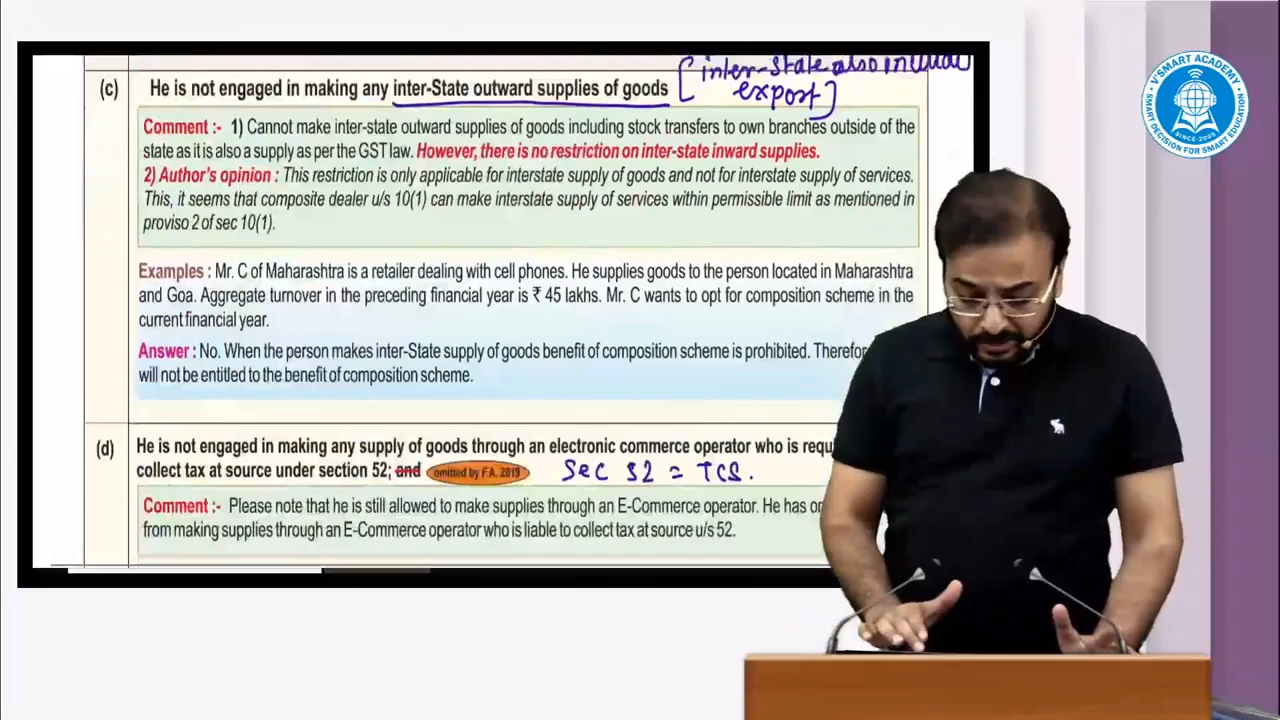 (c) He is not engaged in making any inter-State outward supplies of goods [inter-State also include
export]
Comment :- 1) Cannot make inter-state outward supplies of goods including stock transfers to own branches outside of the
state as it is also a supply as per the GST law. However, there is no restriction on inter-state inward supplies.
2) Author's opinion : This restriction is only applicable for interstate supply of goods and not for interstate supply of services.
This, it seems that composite dealer u/s 10(1) can make interstate supply of services within permissible limit as mentioned in
proviso 2 of sec 10(1).
Examples : Mr. C of Maharashtra is a retailer dealing with cell phones. He supplies goods to the person located in Maharashtra
and Goa. Aggregate turnover in the preceding financial year is ₹ 45 lakhs. Mr. C wants to opt for composition scheme in the
current financial year.
Answer : No. When the person makes inter-State supply of goods benefit of composition scheme is prohibited. Therefor
will not be entitled to the benefit of composition scheme.
(d) He is not engaged in making any supply of goods through an electronic commerce operator who is requ
collect tax at source under section 52; and omitted by F.A. 2019 Sec 52 = TCS.
Comment :- Please note that he is still allowed to make supplies through an E-Commerce operator. He has or
from making supplies through an E-Commerce operator who is liable to collect tax at source u/s 52.
V'SMART ACADEMY
SINCE-2005
SMART DECISION FOR SMART EDUCATION